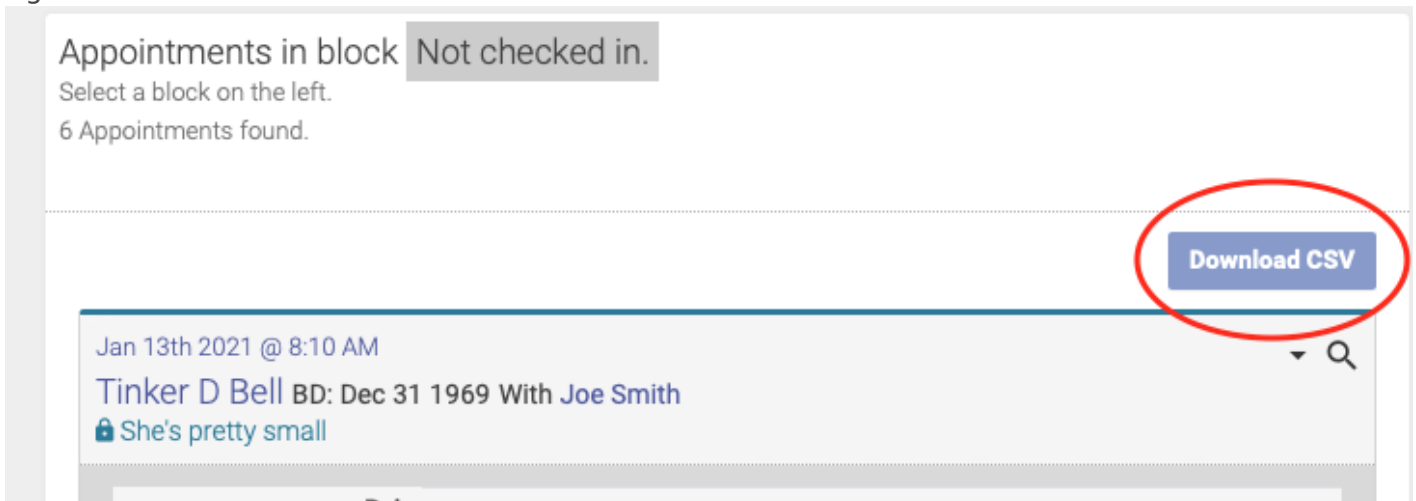 Appointments in block Not checked in.
Select a block on the left.
6 Appointments found.
Download CSV
Jan 13th 2021 @ 8:10 AM
Tinker D Bell BD: Dec 31 1969 With Joe Smith
She's pretty small